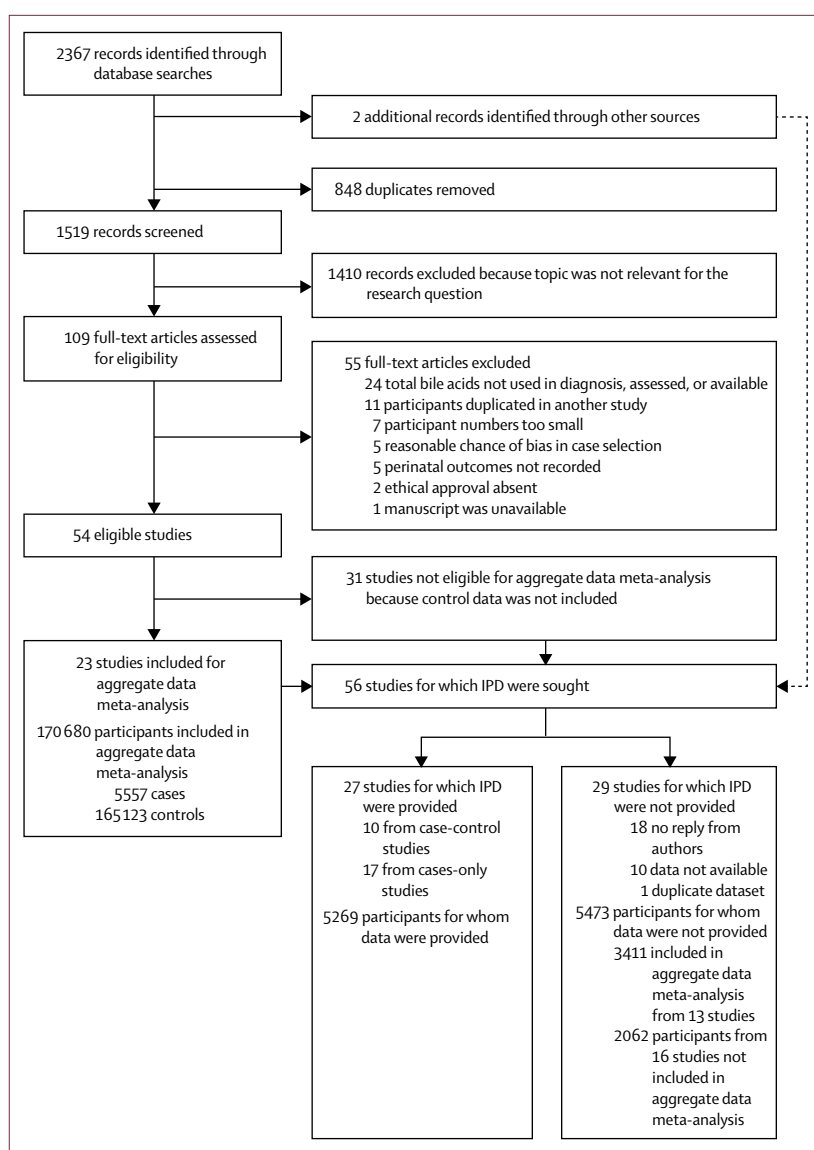 2367 records identified through
database searches
2 additional records identified through other sources
848 duplicates removed
1519 records screened
1410 records excluded because topic was not relevant for the
research question
109 full-text articles assessed
for eligibility
55 full-text articles excluded
24 total bile acids not used in diagnosis, assessed, or available
11 participants duplicated in another study
7 participant numbers too small
5 reasonable chance of bias in case selection
5 perinatal outcomes not recorded
2 ethical approval absent
1 manuscript was unavailable
54 eligible studies
31 studies not eligible for aggregate data meta-analysis
because control data was not included
23 studies included for
aggregate data
meta-analysis
170 680 participants included in
aggregate data
meta-analysis
5557 cases
165 123 controls
56 studies for which IPD were sought
27 studies for which IPD
were provided
10 from case-control
studies
17 from cases-only
studies
5269 participants for whom
data were provided
29 studies for which IPD
were not provided
18 no reply from
authors
10 data not available
1 duplicate dataset
5473 participants for whom
data were not provided
3411 included in
aggregate data
meta-analysis
from 13 studies
2062 participants from
16 studies not
included in
aggregate data
meta-analysis